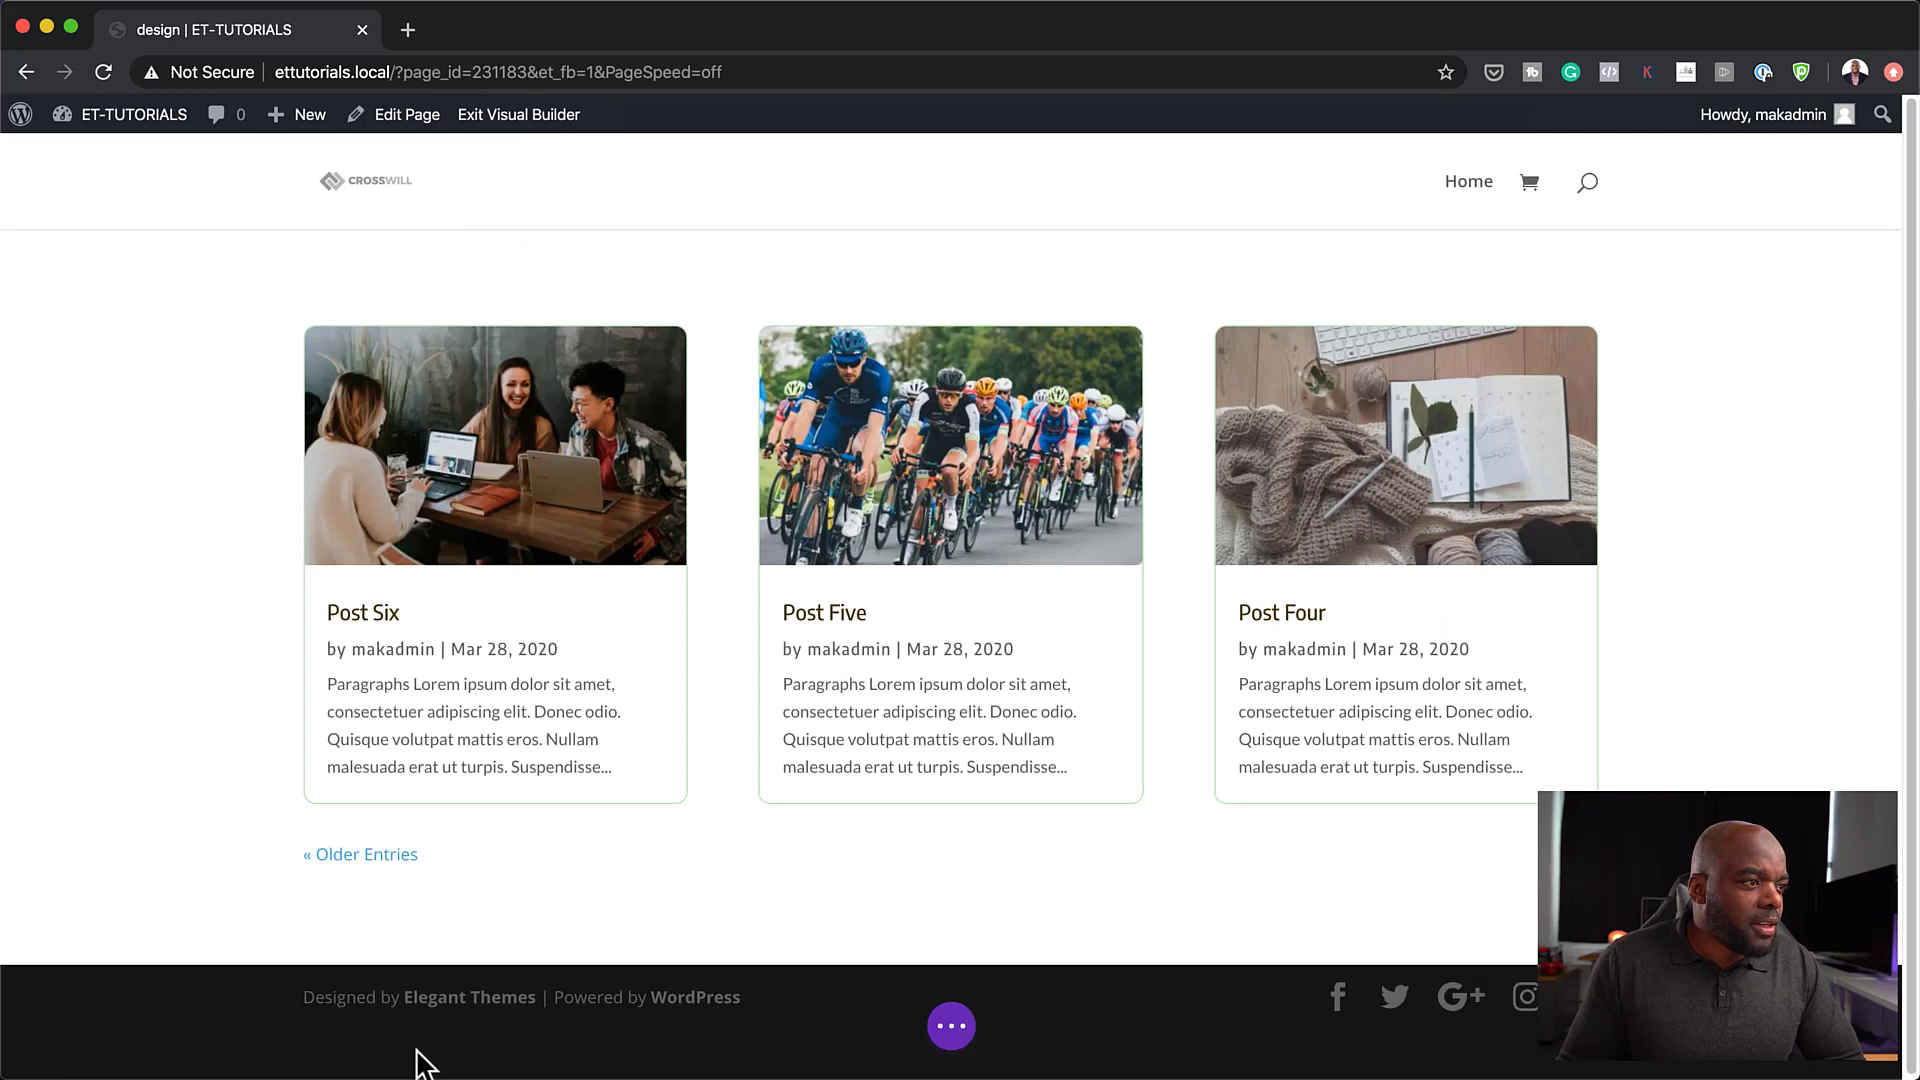 design | ET-TUTORIALS
Not Secure
ettutorials.local/?page_id=231183&et_fb=1&PageSpeed=off
ET-TUTORIALS
0
New
Edit Page
Exit Visual Builder
Howdy, makadmin
CROSSWILL
Home
Post Six
by makadmin | Mar 28, 2020
Paragraphs Lorem ipsum dolor sit amet,
consectetuer adipiscing elit. Donec odio.
Quisque volutpat mattis eros. Nullam
malesuada erat ut turpis. Suspendisse...
Post Five
by makadmin | Mar 28, 2020
Paragraphs Lorem ipsum dolor sit amet,
consectetuer adipiscing elit. Donec odio.
Quisque volutpat mattis eros. Nullam
malesuada erat ut turpis. Suspendisse...
Post Four
by makadmin | Mar 28, 2020
Paragraphs Lorem ipsum dolor sit amet,
consectetuer adipiscing elit. Donec odio.
Quisque volutpat mattis eros. Nullam
malesuada erat ut turpis. Suspendisse...
« Older Entries
Designed by Elegant Themes | Powered by WordPress